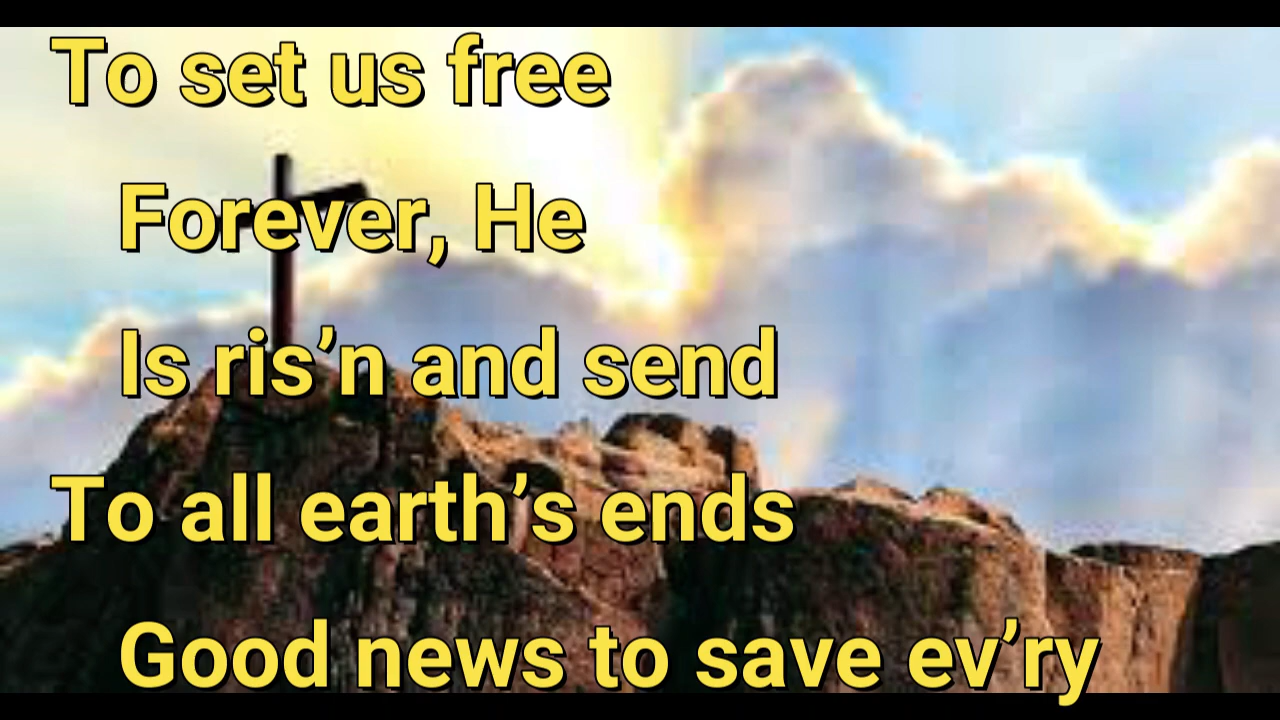 To set us free
Forever, He
Is ris’n and send
To all earth’s ends
Good news to save ev’ry